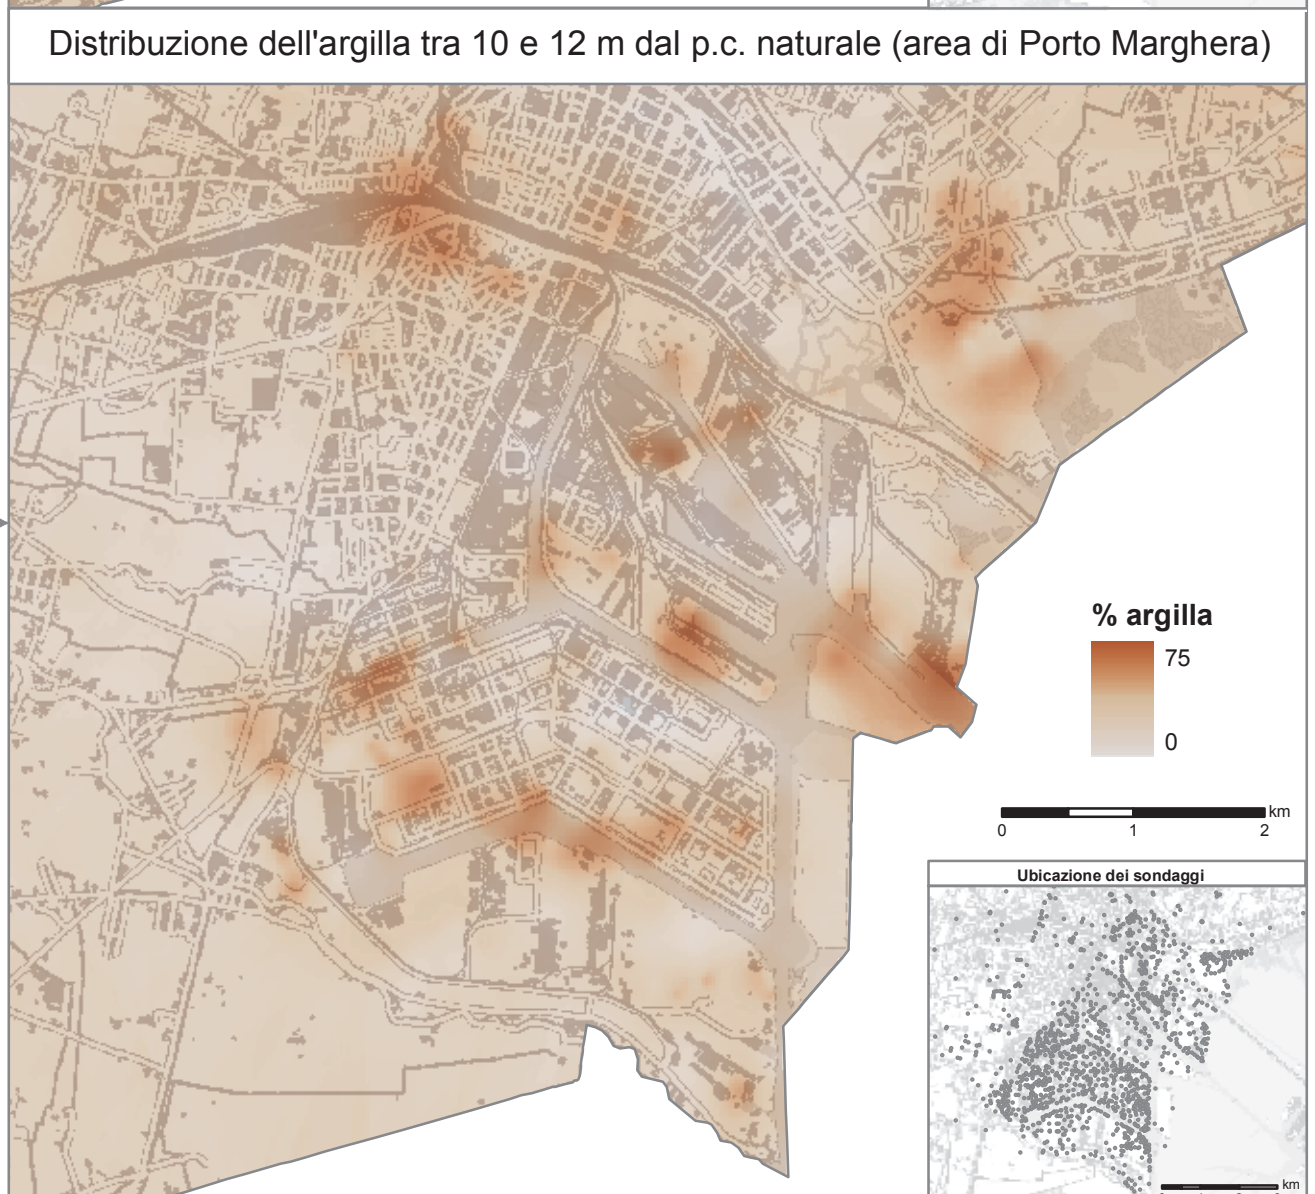 Distribuzione dell'argilla tra 10 e 12 m dal p.c. naturale (area di Porto Marghera)
% argilla
75
0
km
0 1 2
Ubicazione dei sondaggi
km